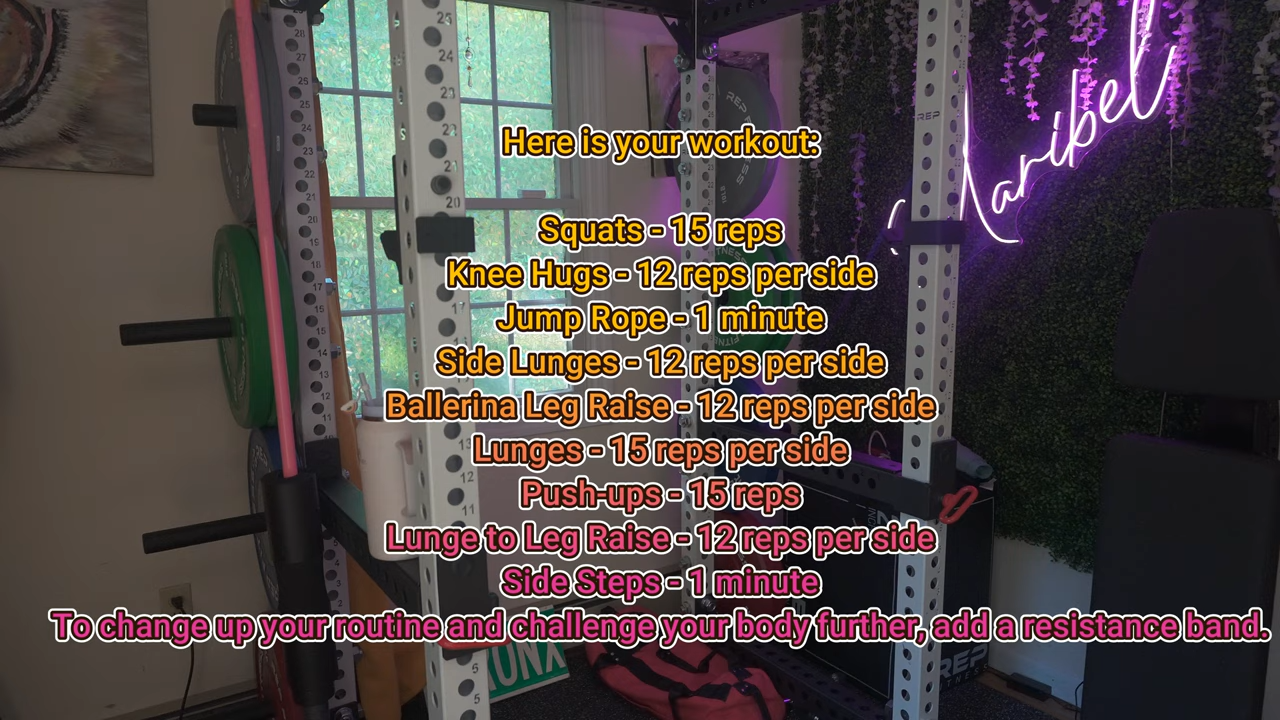 Here is your workout:
Squats - 15 reps
Knee Hugs - 12 reps per side
Jump Rope - 1 minute
Side Lunges - 12 reps per side
Ballerina Leg Raise - 12 reps per side
Lunges - 15 reps per side
Push-ups - 15 reps
Lunge to Leg Raise - 12 reps per side
Side Steps - 1 minute
To change up your routine and challenge your body further, add a resistance band.
Maribel
REP
REP